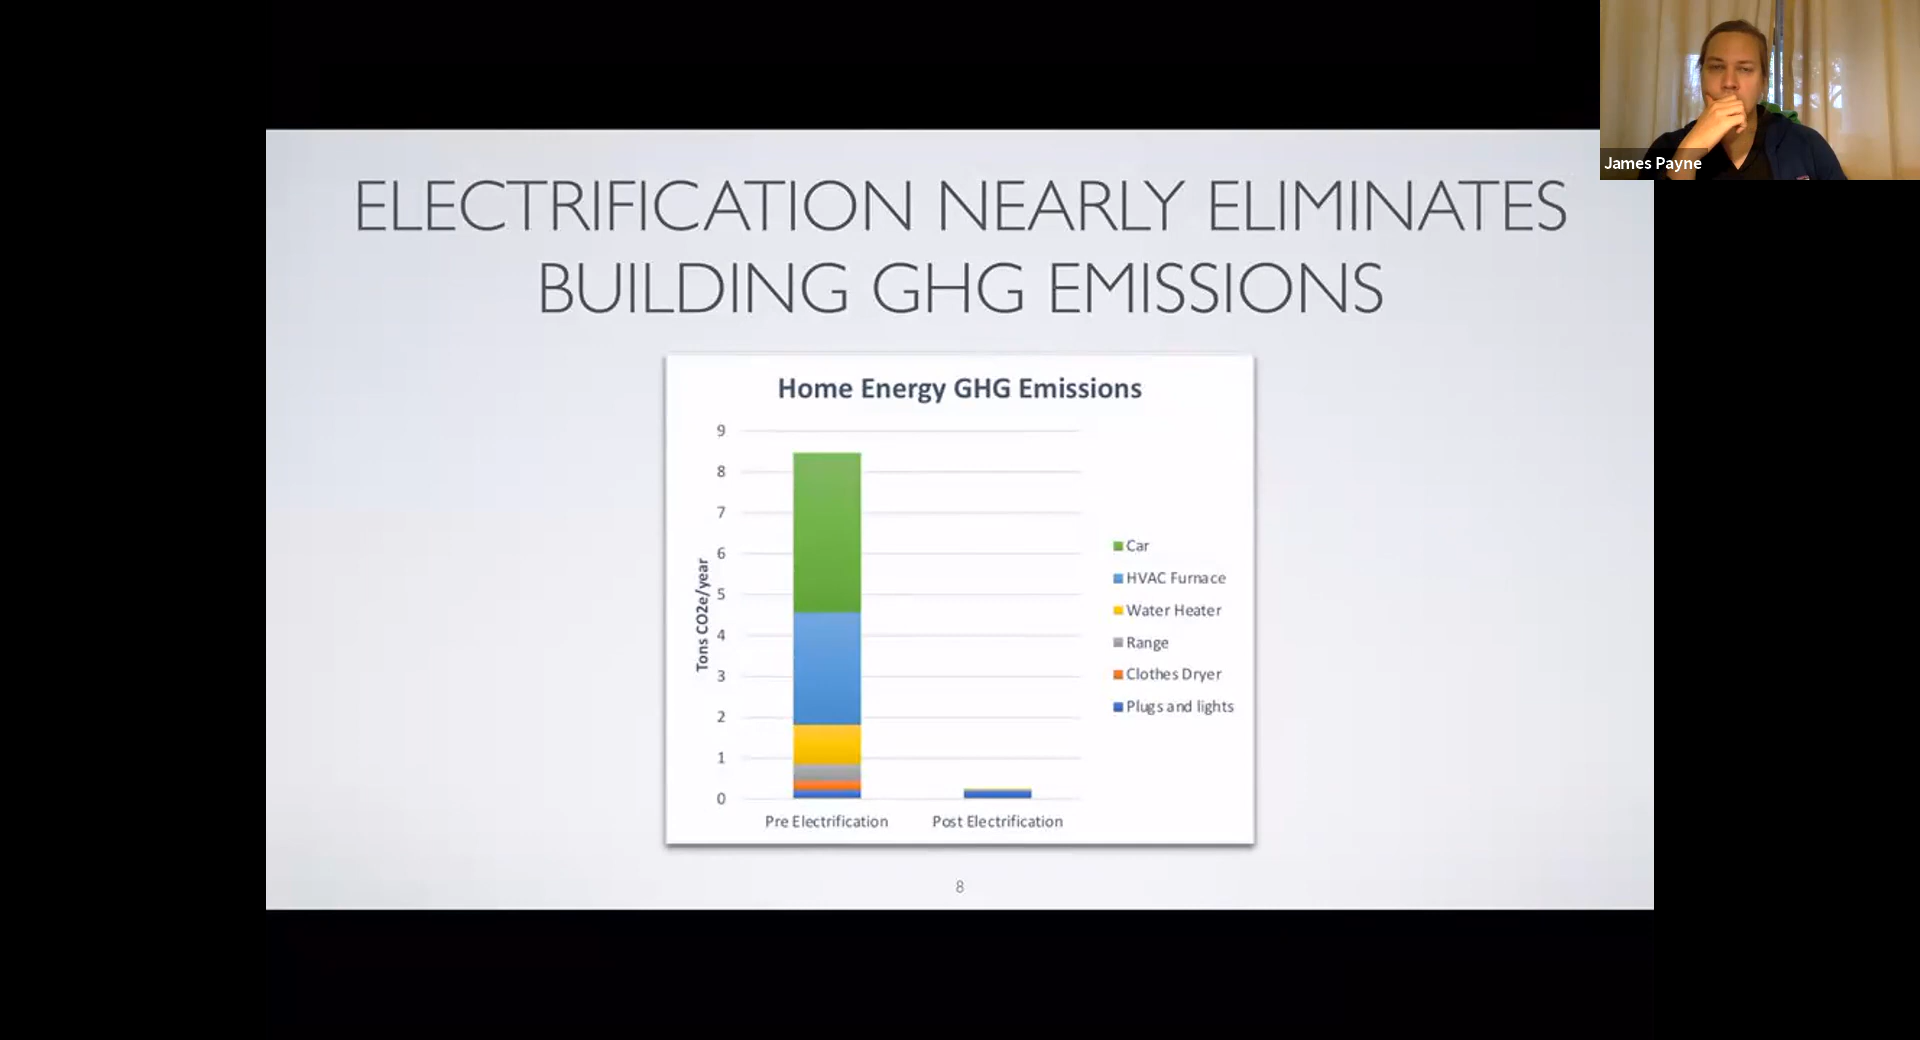 James Payne
ELECTRIFICATION NEARLY ELIMINATES
BUILDING GHG EMISSIONS
Home Energy GHG Emissions
9
8
7
6
5
4
3
2
1
0
Tons CO2e/year
Pre Electrification
Post Electrification
Car
HVAC Furnace
Water Heater
Range
Clothes Dryer
Plugs and lights
8